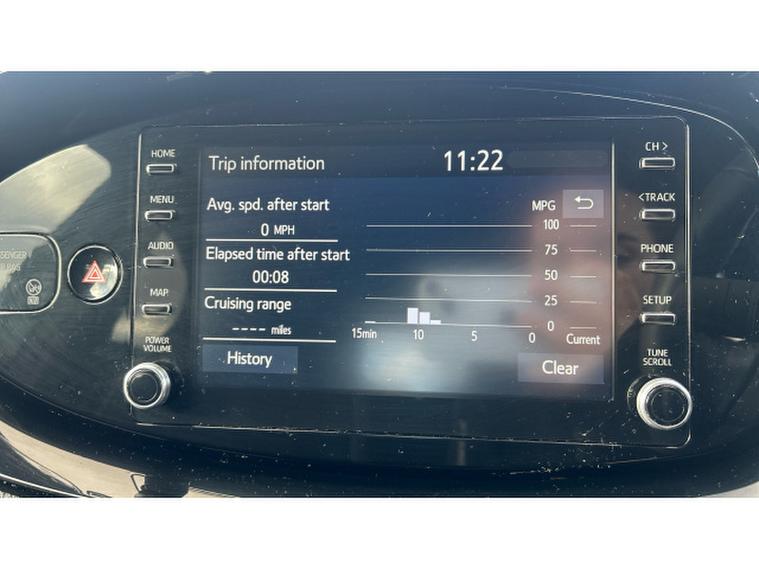 HOME
MENU
AUDIO
MAP
POWER
VOLUME
Trip information
11:22
Avg. spd. after start
0 MPH
Elapsed time after start
00:08
Cruising range
---- miles
History
MPG
100
75
50
25
0
15min 10 5 0 Current
Clear
CH >
< TRACK
PHONE
SETUP
TUNE
SCROLL